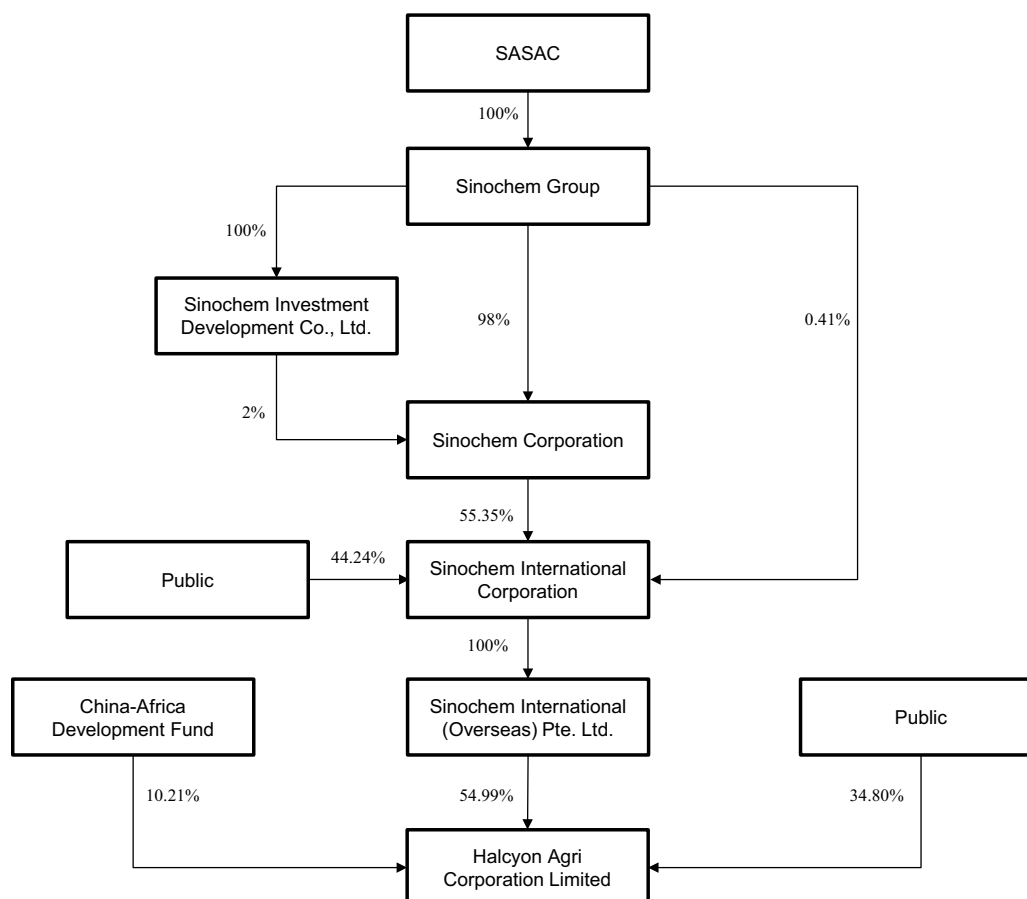 SASAC
100%
Sinochem Group
100%
Sinochem Investment
Development Co., Ltd.
98%
0.41%
2%
Sinochem Corporation
55.35%
Public
44.24%
Sinochem International
Corporation
100%
China-Africa
Development Fund
Sinochem International
(Overseas) Pte. Ltd.
Public
10.21%
54.99%
34.80%
Halcyon Agri
Corporation Limited